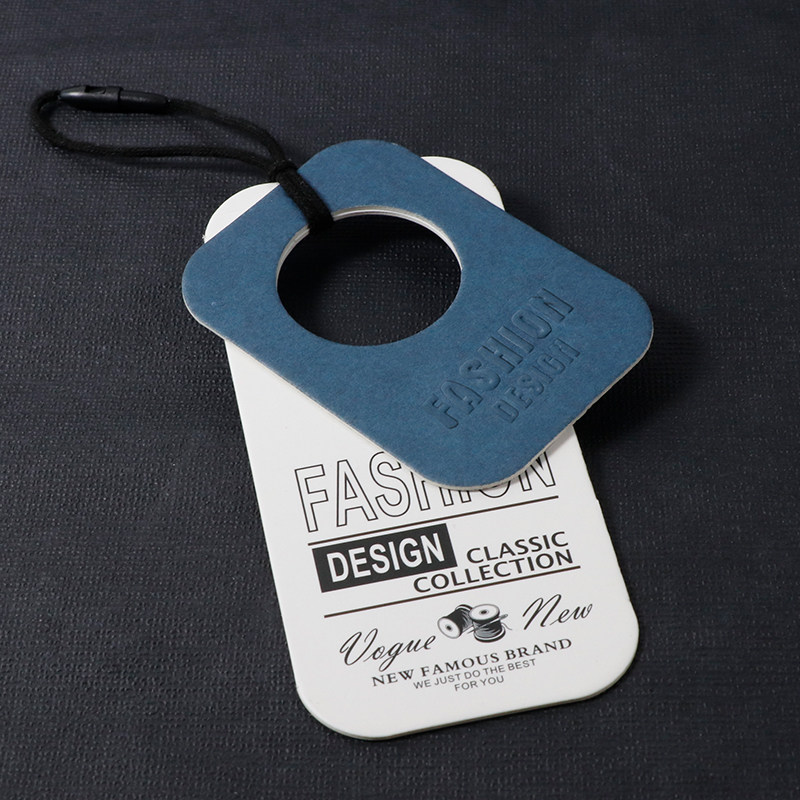 FASHION
DESIGN
FASHION
DESIGN CLASSIC
COLLECTION
Vogue New
NEW FAMOUS BRAND
WE JUST DO THE BEST
FOR YOU